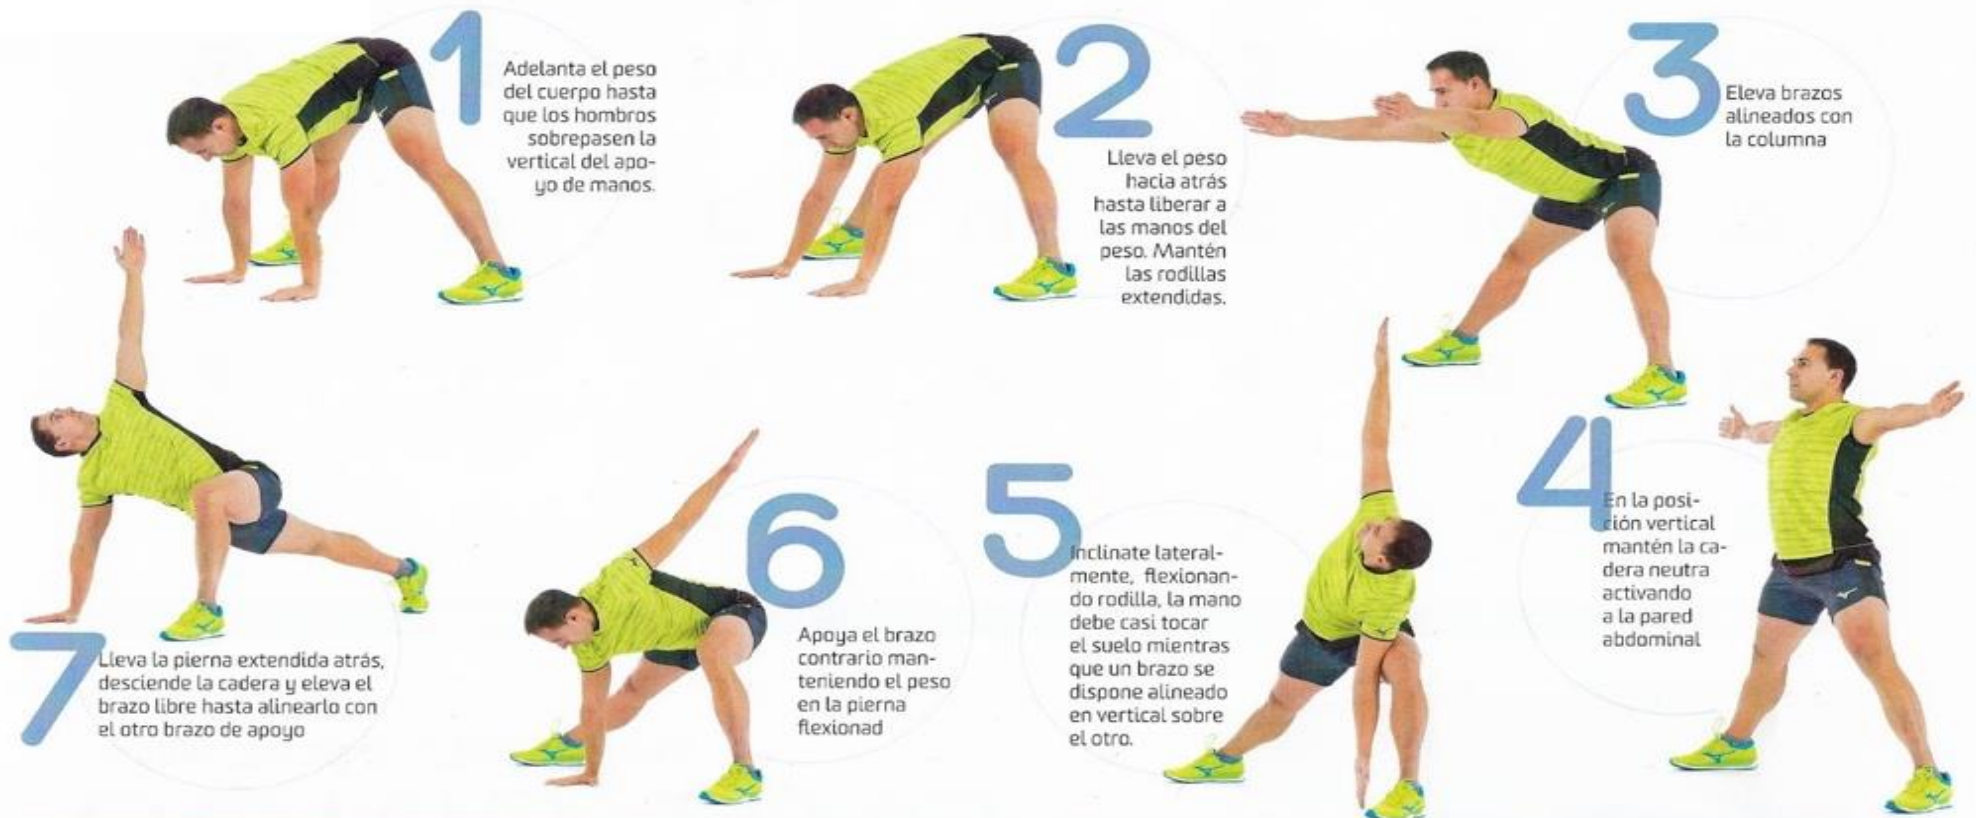 1
Adelanta el peso
del cuerpo hasta
que los hombros
sobrepasen la
vertical del apo-
yo de manos.
2
Lleva el peso
hacia atrás
hasta liberar a
las manos del
peso. Mantén
las rodillas
extendidas.
3
Eleva brazos
alineados con
la columna
4
En la posi-
ción vertical
mantén la ca-
dera neutra
activando
a la pared
abdominal
5
Inclinate lateral-
mente, flexionan-
do rodilla, la mano
debe casi tocar
el suelo mientras
que un brazo se
dispone alineado
en vertical sobre
el otro.
6
Apoya el brazo
contrario man-
teniendo el peso
en la pierna
flexionad
7
Lleva la pierna extendida atrás,
desciende la cadera y eleva el
brazo libre hasta alinearlo con
el otro brazo de apoyo